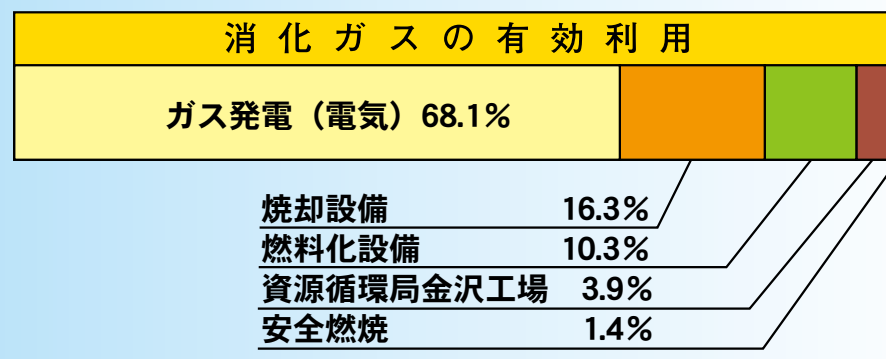 消化ガスの有効利用
ガス発電（電気）68.1%
焼却設備 16.3%
燃料化設備 10.3%
資源循環局金沢工場 3.9%
安全燃焼 1.4%